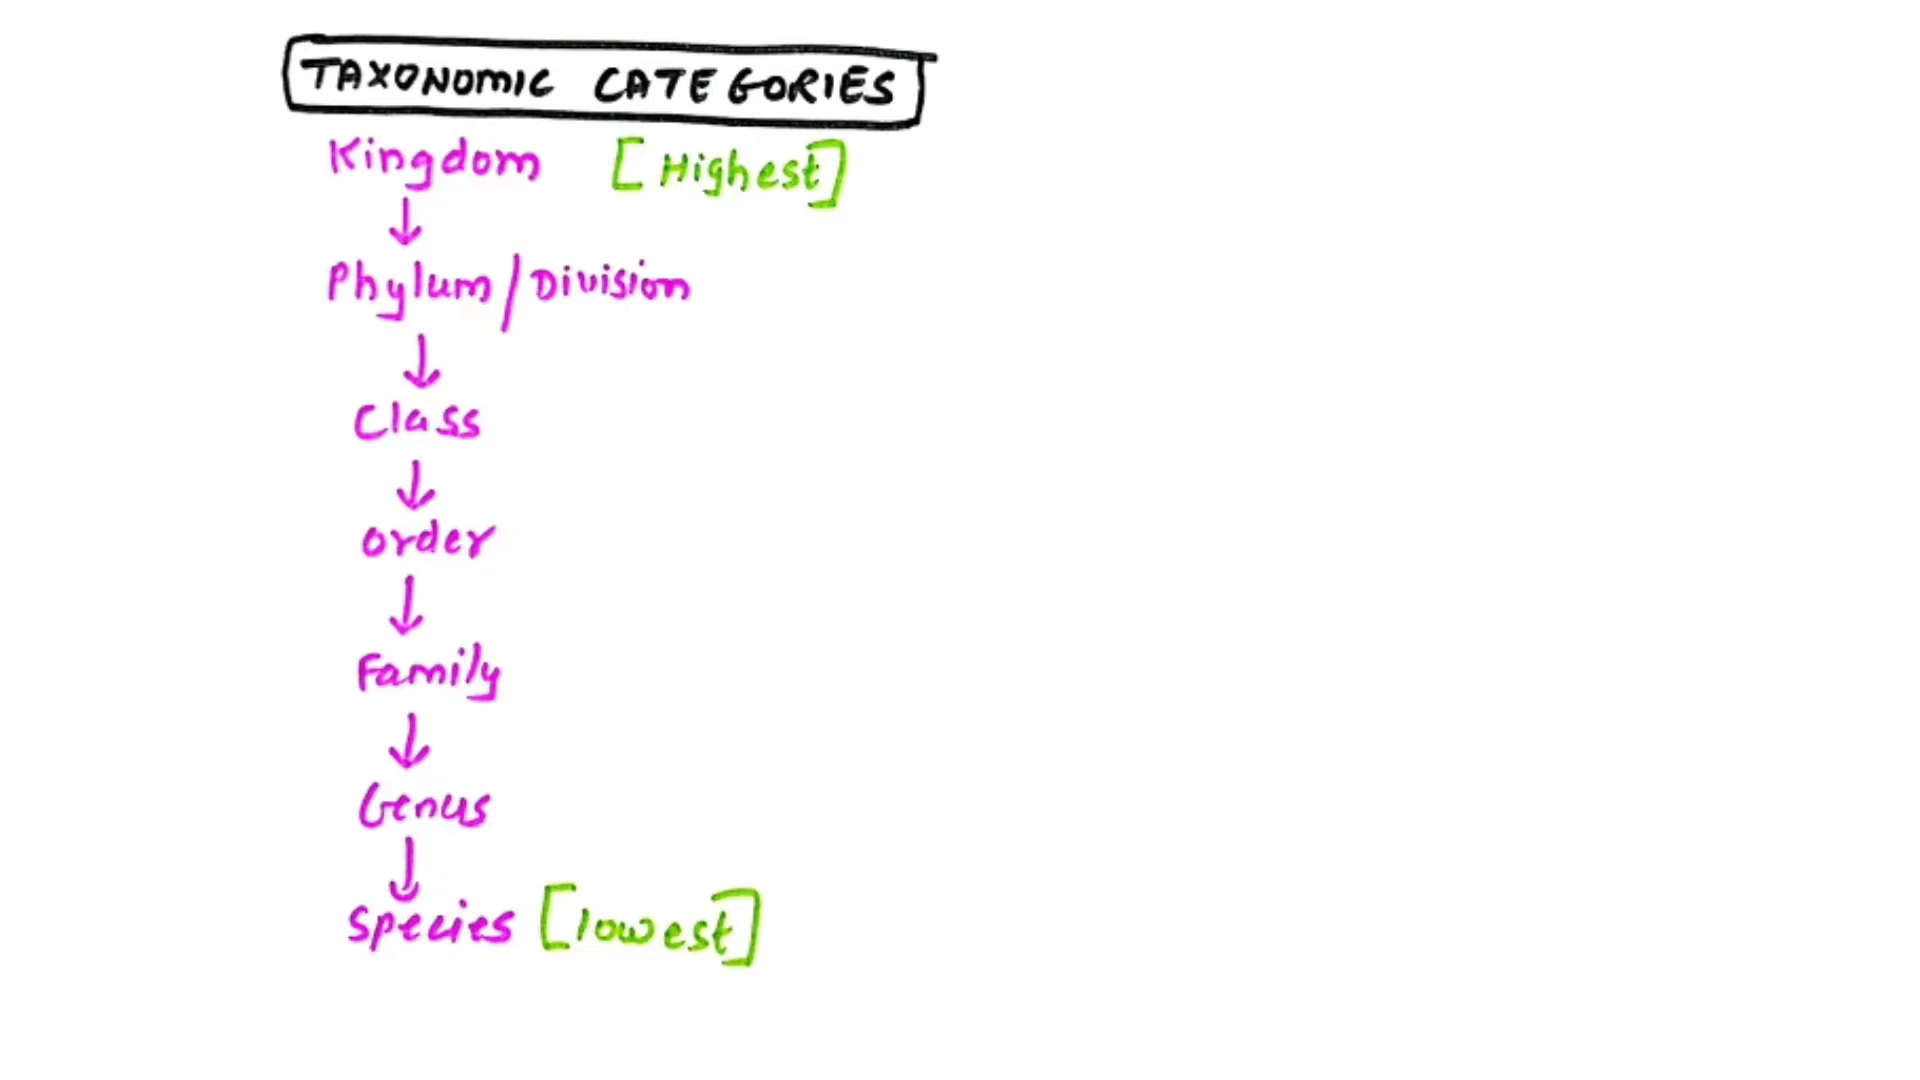 TAXONOMIC CATEGORIES
Kingdom [Highest]
↓
Phylum/Division
↓
Class
↓
order
↓
Family
↓
Genus
↓
Species [lowest]